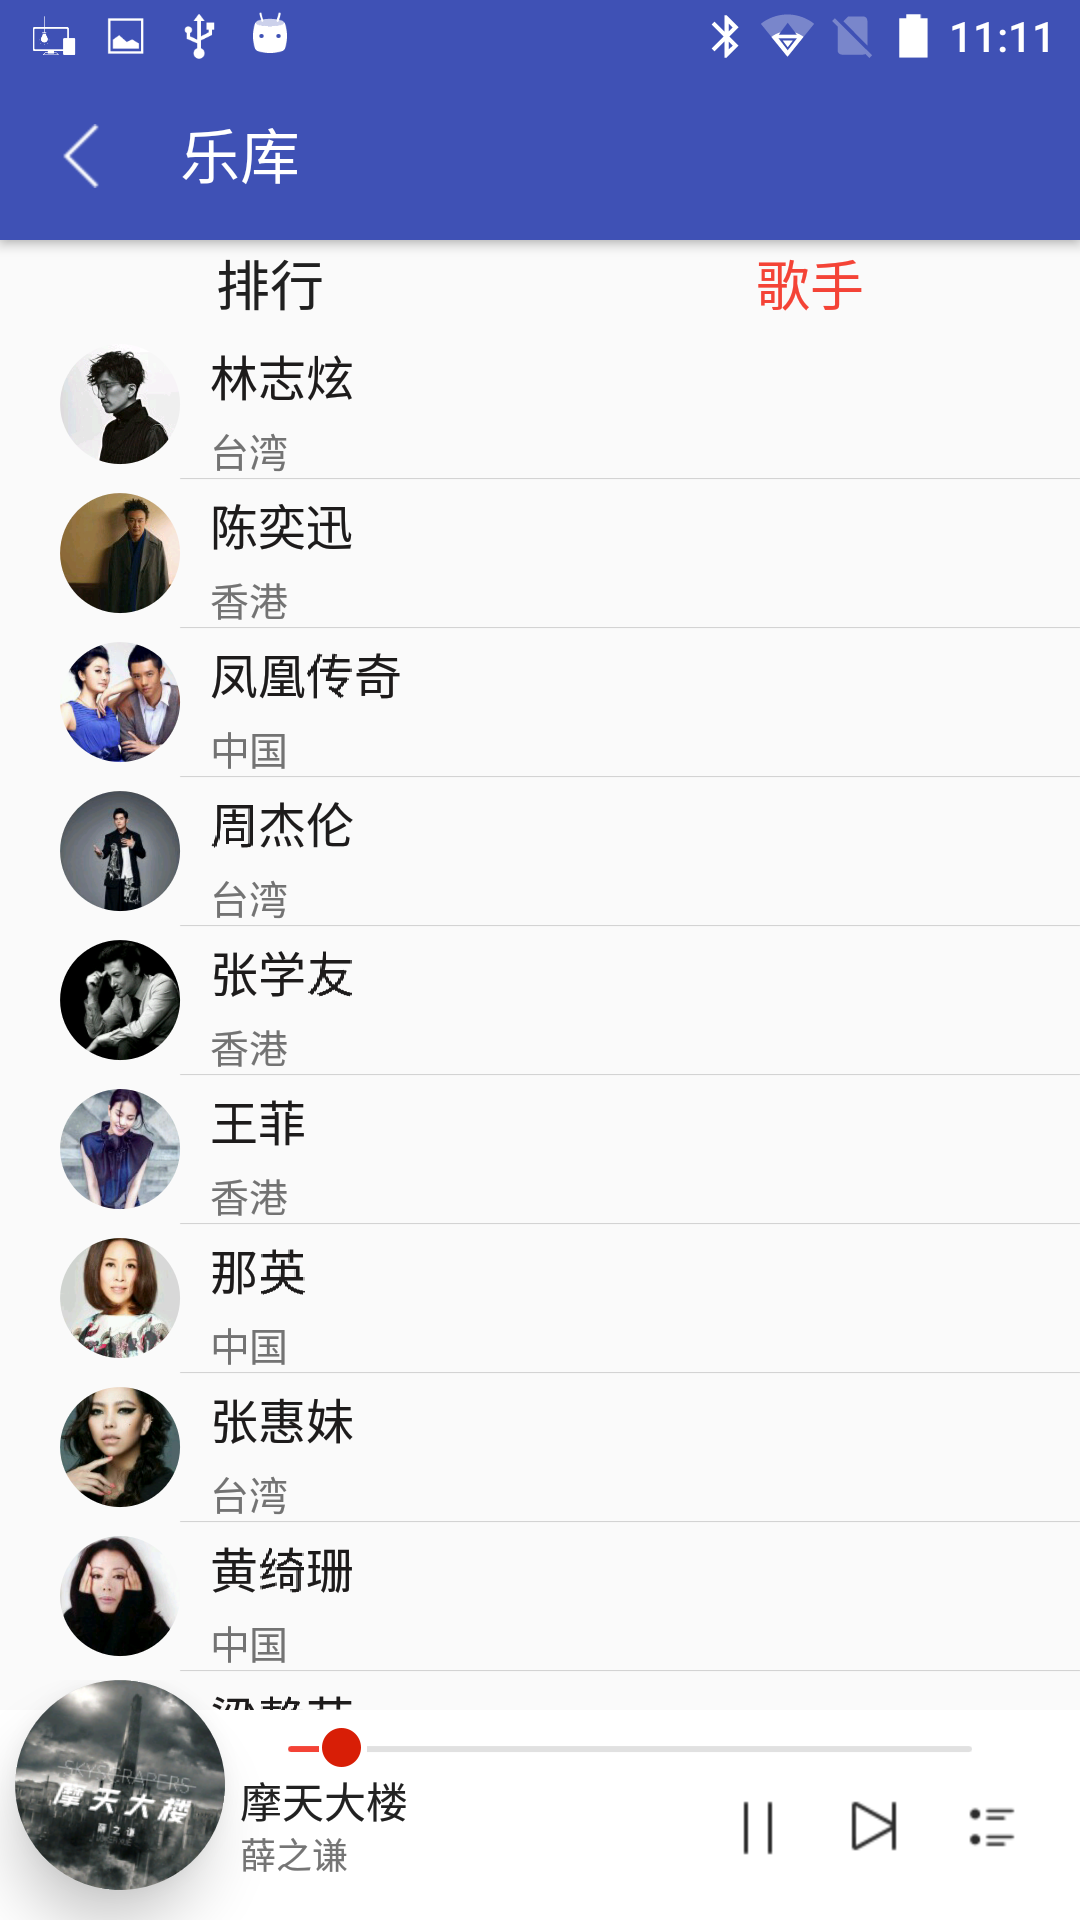 11:11
乐库
排行 歌手
林志炫
台湾
陈奕迅
香港
凤凰传奇
中国
周杰伦
台湾
张学友
香港
王菲
香港
那英
中国
张惠妹
台湾
黄绮珊
中国
SKYSCRAPERS
摩天大楼
薛之谦
摩天大楼
薛之谦